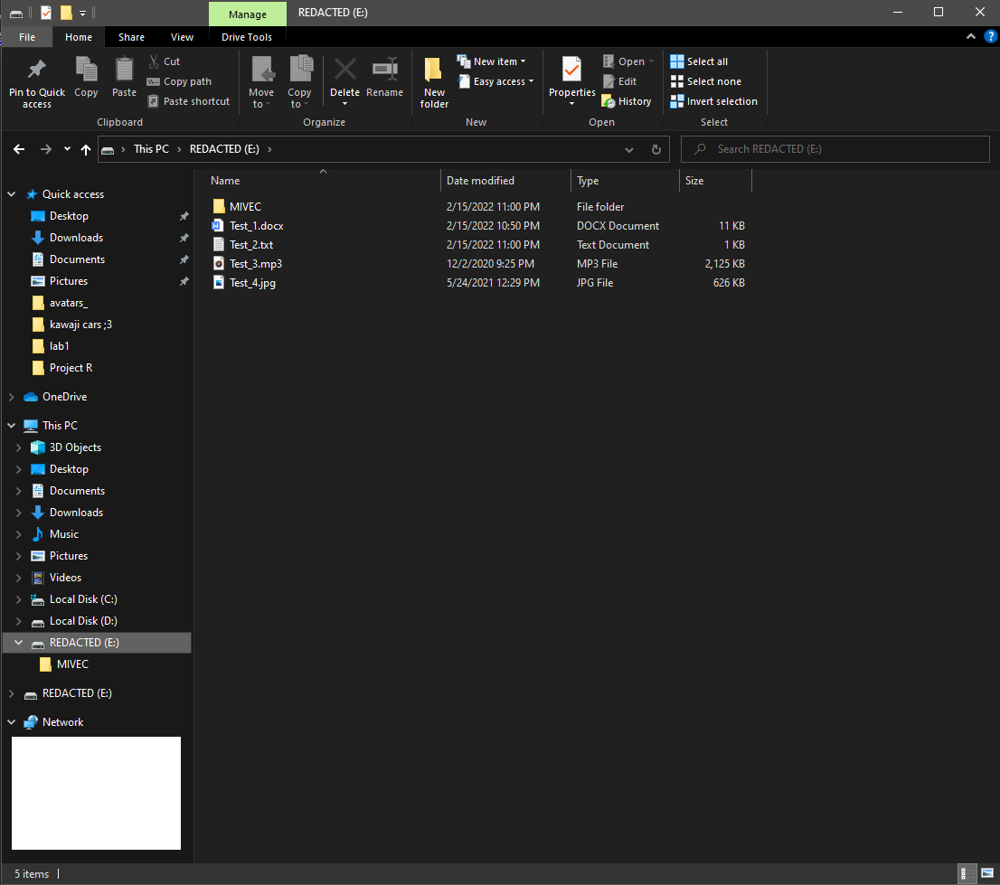 Manage REDACTED (E:)
File Home Share View Drive Tools
Pin to Quick access
Copy
Paste
Cut
Copy path
Paste shortcut
Clipboard
Move to
Copy to
Delete
Rename
Organize
New folder
New item
Easy access
New
Properties
Open
Edit
History
Open
Select all
Select none
Invert selection
Select
This PC > REDACTED (E:) >
Search REDACTED (E:)
Quick access
Desktop
Downloads
Documents
Pictures
avatars_
kawaji cars ;3
lab1
Project R
OneDrive
This PC
3D Objects
Desktop
Documents
Downloads
Music
Pictures
Videos
Local Disk (C:)
Local Disk (D:)
REDACTED (E:)
MIVEC
REDACTED (E:)
Network
Name Date modified Type Size
MIVEC 2/15/2022 11:00 PM File folder
Test_1.docx 2/15/2022 10:50 PM DOCX Document 11 KB
Test_2.txt 2/15/2022 11:00 PM Text Document 1 KB
Test_3.mp3 12/2/2020 9:25 PM MP3 File 2,125 KB
Test_4.jpg 5/24/2021 12:29 PM JPG File 626 KB
5 items